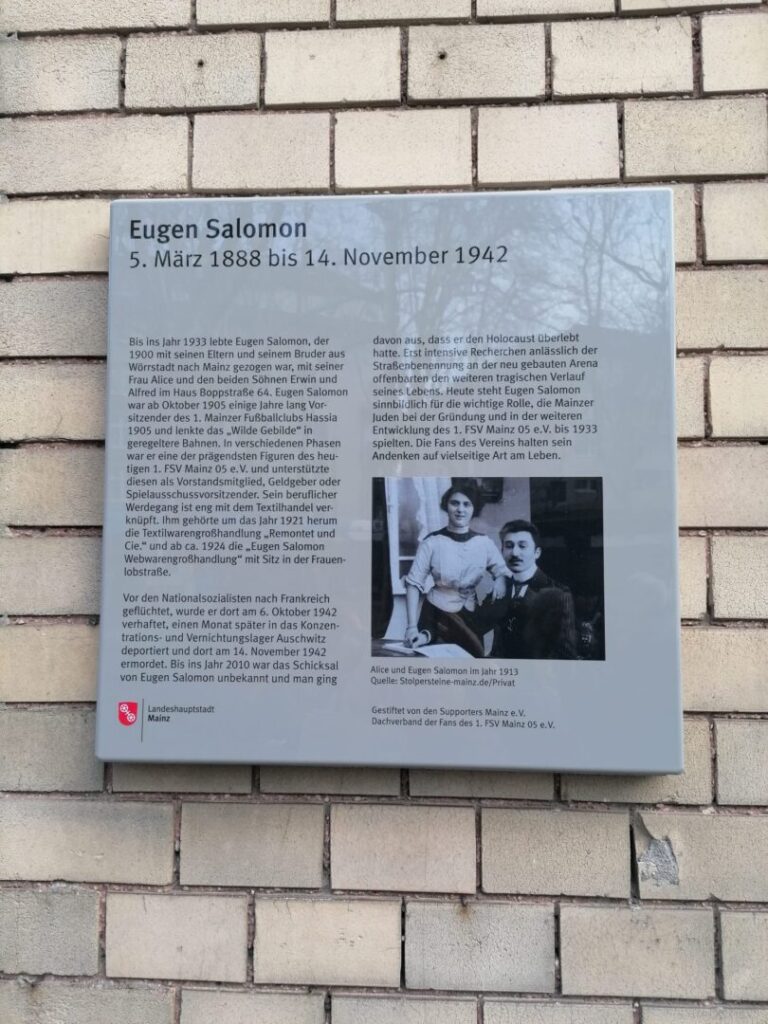 Eugen Salomon
5. März 1888 bis 14. November 1942
Bis ins Jahr 1933 lebte Eugen Salomon, der
1900 mit seinen Eltern und seinem Bruder aus
Wörrstadt nach Mainz gezogen war, mit seiner
Frau Alice und den beiden Söhnen Erwin und
Alfred im Haus Boppstraße 64. Eugen Salomon
war ab Oktober 1905 einige Jahre lang Vor-
sitzender des 1. Mainzer Fußballclubs Hassia
1905 und lenkte das „Wilde Gebilde“ in
geregeltere Bahnen. In verschiedenen Phasen
war er eine der prägendsten Figuren des heu-
tigen 1. FSV Mainz 05 e.V. und unterstützte
diesen als Vorstandsmitglied, Geldgeber oder
Spielausschussvorsitzender. Sein beruflicher
Werdegang ist eng mit dem Textilhandel ver-
knüpft. Ihm gehörte um das Jahr 1921 herum
die Textilwarengroßhandlung „Remontet und
Cie.“ und ab ca. 1924 die „Eugen Salomon
Webwarengroßhandlung“ mit Sitz in der Frauen-
lobstraße.
Vor den Nationalsozialisten nach Frankreich
geflüchtet, wurde er dort am 6. Oktober 1942
verhaftet, einen Monat später in das Konzen-
trations- und Vernichtungslager Auschwitz
deportiert und dort am 14. November 1942
ermordet. Bis ins Jahr 2010 war das Schicksal
von Eugen Salomon unbekannt und man ging
davon aus, dass er den Holocaust überlebt
hatte. Erst intensive Recherchen anlässlich der
Straßenbenennung an der neu gebauten Arena
offenbarten den weiteren tragischen Verlauf
seines Lebens. Heute steht Eugen Salomon
sinnbildlich für die wichtige Rolle, die Mainzer
Juden bei der Gründung und in der weiteren
Entwicklung des 1. FSV Mainz 05 e.V. bis 1933
spielten. Die Fans des Vereins halten sein
Andenken auf vielseitige Art am Leben.
Alice und Eugen Salomon im Jahr 1913
Quelle: Stolpersteine-mainz.de/Privat
Landeshauptstadt
Mainz
Gestiftet von den Supporters Mainz e.V.
Dachverband der Fans des 1. FSV Mainz 05 e.V.